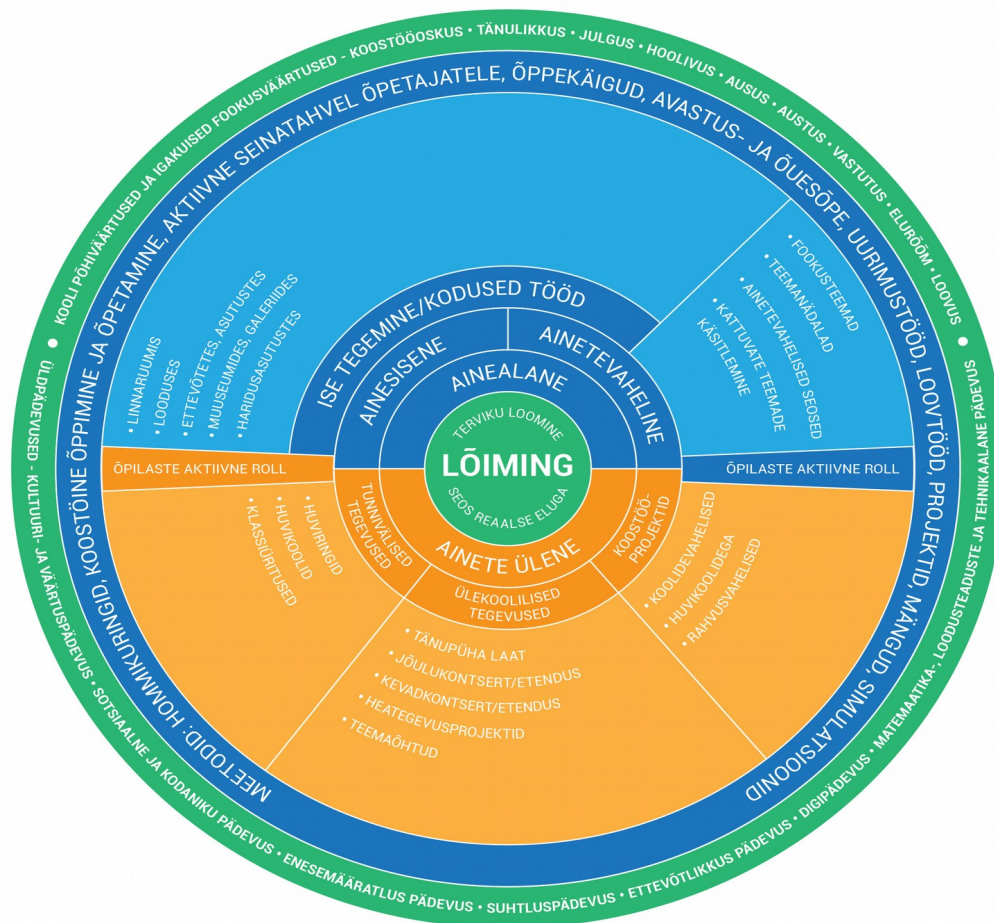 KOOLI PÕHIVÄÄRTUSED JA IGAKUISED FOOKUSVÄÄRTUSED - KOOSTÖÖOSKUS • TÄNULIKKUS • JULGUS • HOOLIVUS • AUSUS • AUSTUS • VASTUTUS • ELURÕÕM • LOOVUS
ÜLDPÄDEVUSED - KULTUURI- JA VÄÄRTUSPÄDEVUS • SOTSIAALNE JA KODANIKU PÄDEVUS • ENESEMÄÄRATLUS PÄDEVUS • SUHTLUSPÄDEVUS • ETTEVÕTLIKKUS PÄDEVUS • DIGIPÄDEVUS • MATEMAATIKA-, LOODUSTEADUSTE JA TEHNIKAALANE PÄDEVUS
MEETODID: HOMMIKURINGID, KOOSTÖINE ÕPPIMINE JA ÕPETAMINE, AKTIIVNE SEINATAHVEL ÕPETAJATELE, ÕPPEKÄIGUD, AVASTUS- JA ÕUESÕPE, UURIMUSTÖÖD, LOOVTÖÖD, PROJEKTID, MÄNGUD, SIMULATSIOONID
• LINNARUUMIS
• LOODUSES
• ETTEVÕTETES, ASUTUSTES
• MUUSEUMIDES, GALERIIDES
• HARIDUSASUTUSTES
ISE TEGEMINE/KODUSED TÖÖD
• FOOKUSTEEMAD
• TEEMANÄDALAD
• AINETEVAHELISED SEOSED
• KATTUVATE TEEMADE
KÄSITLEMINE
AINESISENE
AINETEVAHELINE
AINEALANE
TERVIKU LOOMINE
LÕIMING
SEOS REAALSE ELUGA
ÕPILASTE AKTIIVNE ROLL
ÕPILASTE AKTIIVNE ROLL
TUNNIVÄLISED
TEGEVUSED
AINETE ÜLENE
KOOSTÖÖ-
PROJEKTID
ÜLEKOOLILISED
TEGEVUSED
• HUVIRINGID
• HUVIKOOLID
• KLASSIÜRITUSED
• KOOLIDEVAHELISED
• HUVIKOOLIDEGA
• RAHVUSVAHELISED
• TÄNUPÜHA LAAT
• JÕULUKONTSERT/ETENDUS
• KEVADKONTSERT/ETENDUS
• HEATEGEVUSPROJEKTID
• TEEMAÕHTUD